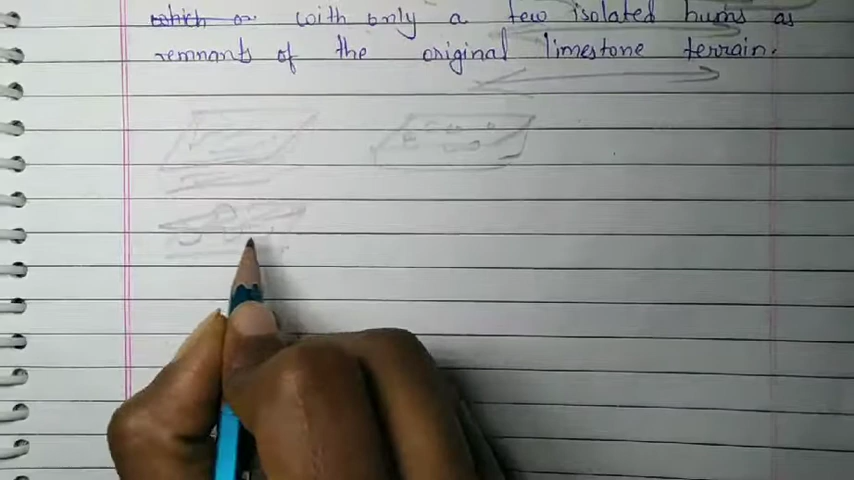 which or with only a few isolated hums as
remnants of the original limestone terrain.